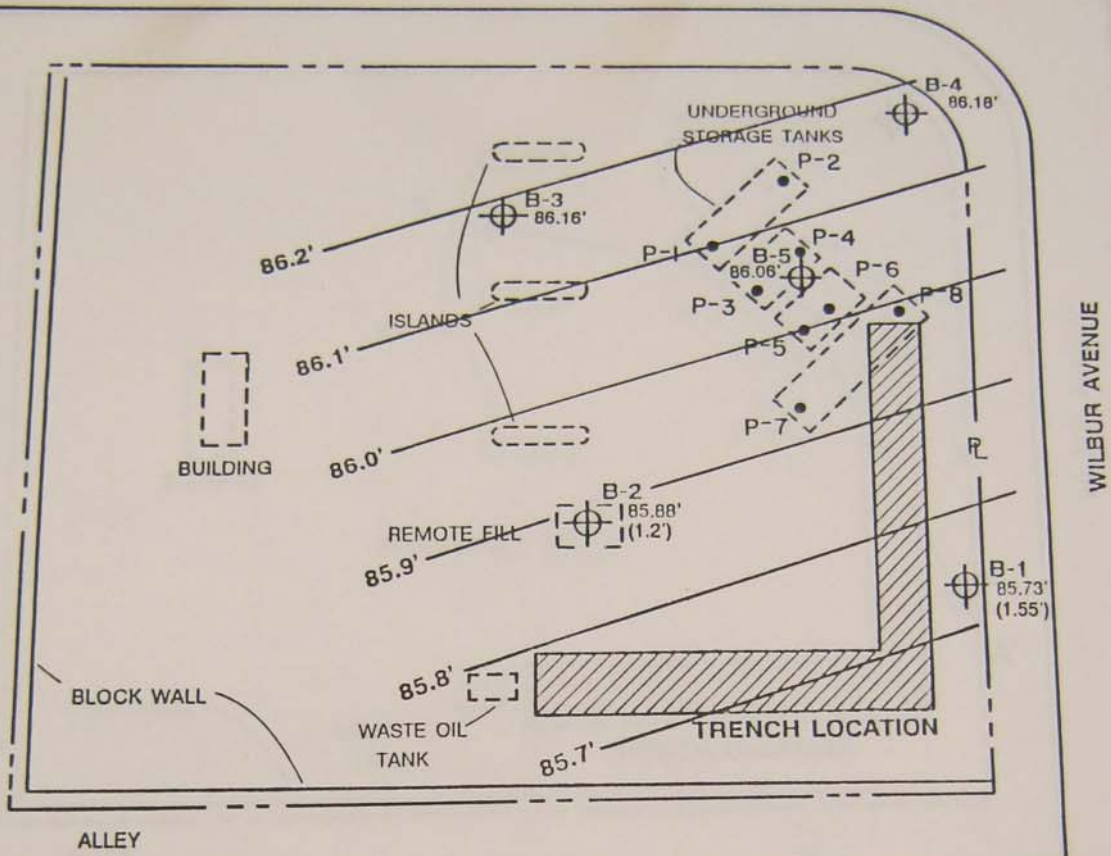 B-4
86.18'
UNDERGROUND
STORAGE TANKS
P-2
B-3
86.16'
86.2'
P-1
P-4
B-5
86.06'
P-6
P-3
P-8
ISLANDS
P-5
86.1'
WILBUR AVENUE
P-7
86.0'
BUILDING
PL
B-2
85.88'
(1.2')
REMOTE FILL
85.9'
B-1
85.73'
(1.55')
85.8'
BLOCK WALL
WASTE OIL
TANK
TRENCH LOCATION
85.7'
ALLEY